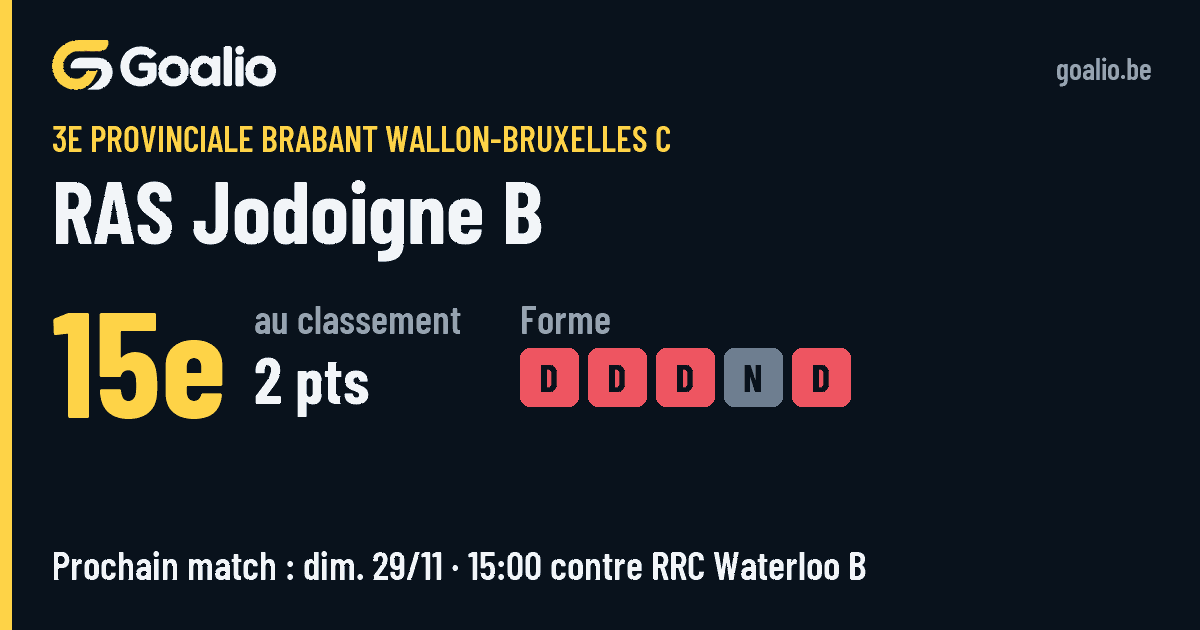 Goalio
goalio.be
3E PROVINCIALE BRABANT WALLON-BRUXELLES C
RAS Jodoigne B
15e
au classement
2 pts
Forme
D D D N D
Prochain match : dim. 29/11 · 15:00 contre RRC Waterloo B